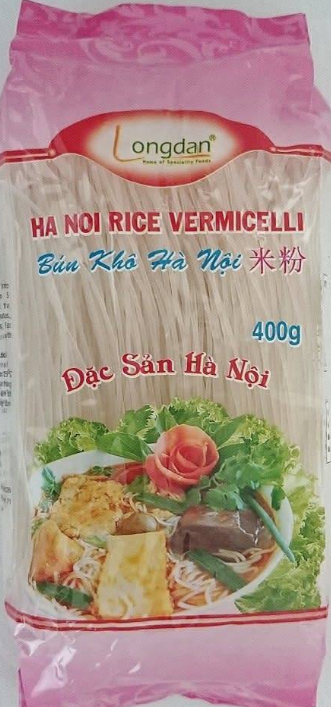 Longdan®
Home of Speciality Foods
HA NOI RICE VERMICELLI
Bún Khô Hà Nội 米粉
400g
Đặc Sản Hà Nội